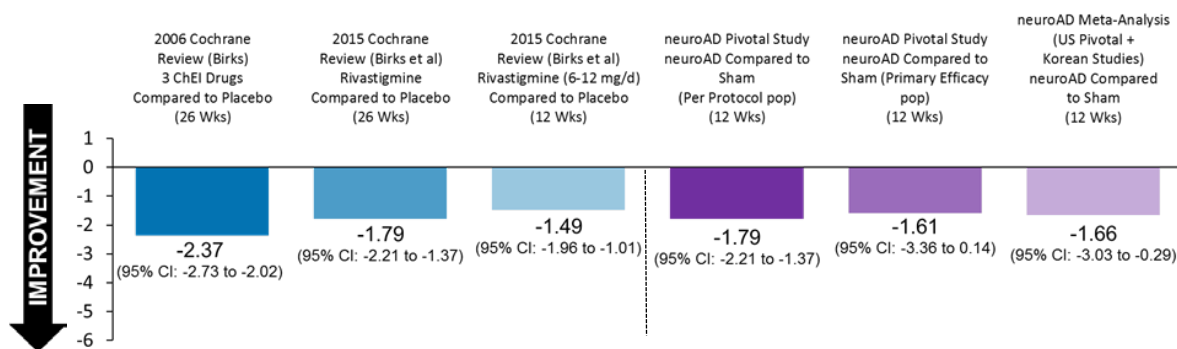 2006 Cochrane
Review (Birks)
3 ChEI Drugs
Compared to Placebo
(26 Wks)
2015 Cochrane
Review (Birks et al)
Rivastigmine
Compared to Placebo
(26 Wks)
2015 Cochrane
Review (Birks et al)
Rivastigmine (6-12 mg/d)
Compared to Placebo
(12 Wks)
neuroAD Pivotal Study
neuroAD Compared to
Sham
(Per Protocol pop)
(12 Wks)
neuroAD Pivotal Study
neuroAD Compared to
Sham (Primary Efficacy
pop)
(12 Wks)
neuroAD Meta-Analysis
(US Pivotal +
Korean Studies)
neuroAD Compared
to Sham
(12 Wks)
IMPROVEMENT
1
0
-1
-2
-3
-4
-5
-6
-2.37
(95% CI: -2.73 to -2.02)
-1.79
(95% CI: -2.21 to -1.37)
-1.49
(95% CI: -1.96 to -1.01)
-1.79
(95% CI: -2.21 to -1.37)
-1.61
(95% CI: -3.36 to 0.14)
-1.66
(95% CI: -3.03 to -0.29)